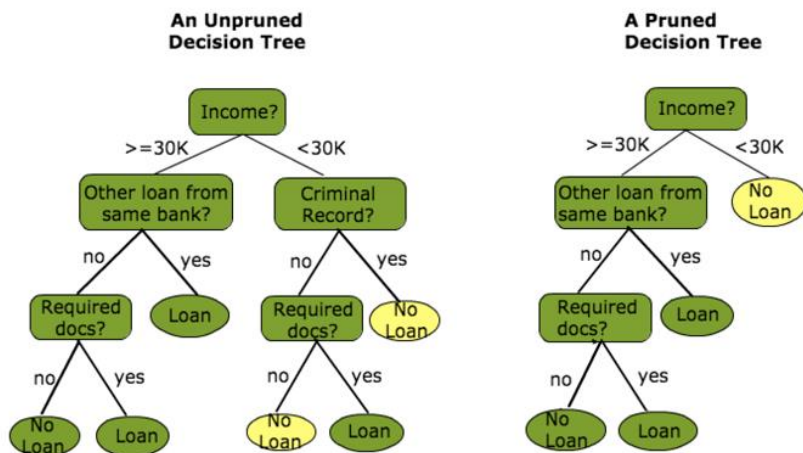 An Unpruned
Decision Tree
Income?
>=30K
<30K
Other loan from
same bank?
Criminal
Record?
no
yes
no
yes
Required
docs?
Loan
Required
docs?
No
Loan
no
yes
no
yes
No
Loan
Loan
No
Loan
Loan
A Pruned
Decision Tree
Income?
>=30K
<30K
Other loan from
same bank?
No
Loan
no
yes
Required
docs?
Loan
no
yes
No
Loan
Loan